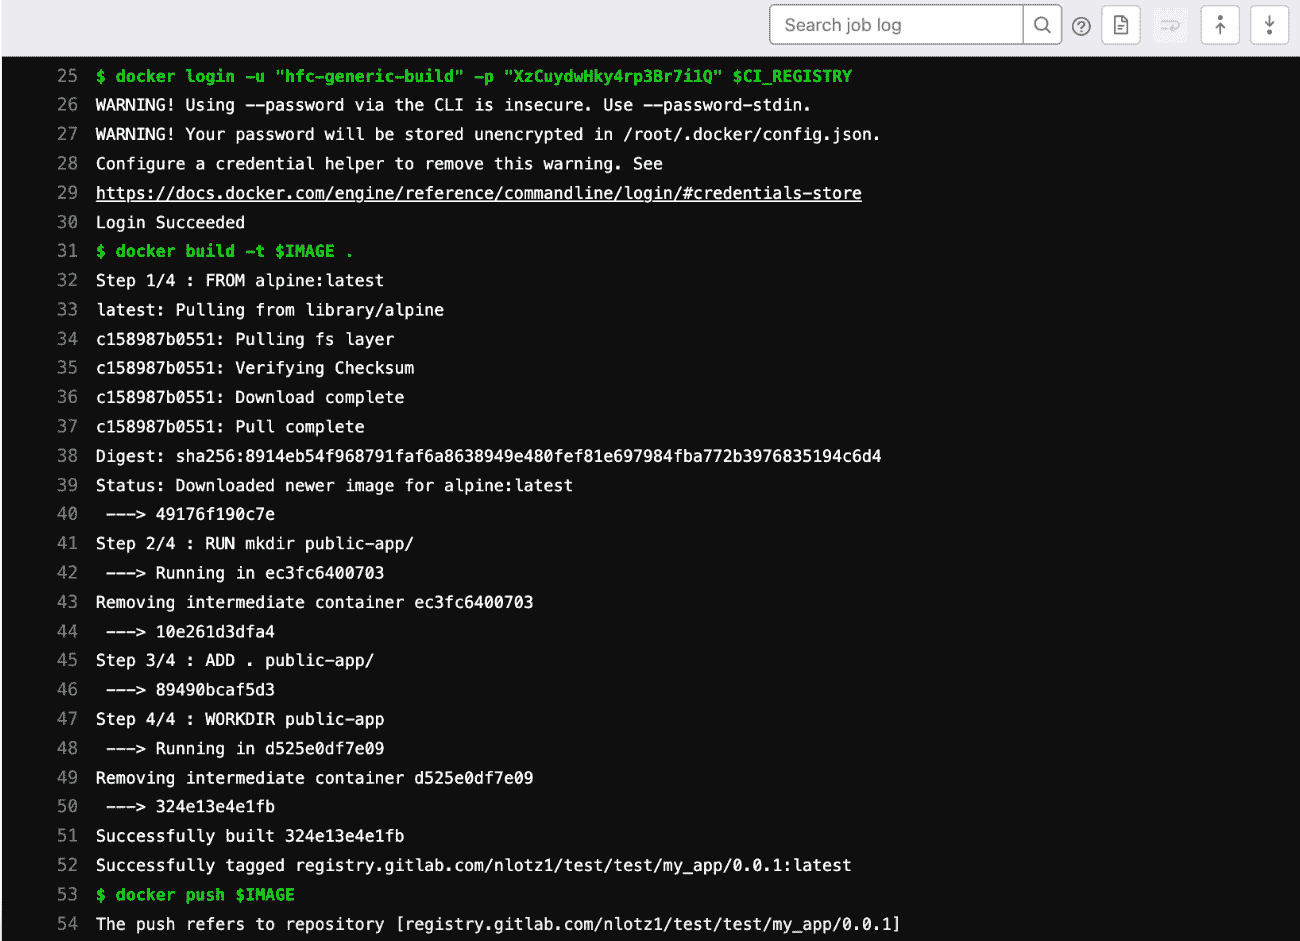 Search job log
25 $ docker login -u "hfc-generic-build" -p "XzCuydwHky4rp3Br7i1Q" $CI_REGISTRY
26 WARNING! Using --password via the CLI is insecure. Use --password-stdin.
27 WARNING! Your password will be stored unencrypted in /root/.docker/config.json.
28 Configure a credential helper to remove this warning. See
29 https://docs.docker.com/engine/reference/commandline/login/#credentials-store
30 Login Succeeded
31 $ docker build -t $IMAGE .
32 Step 1/4 : FROM alpine:latest
33 latest: Pulling from library/alpine
34 c158987b0551: Pulling fs layer
35 c158987b0551: Verifying Checksum
36 c158987b0551: Download complete
37 c158987b0551: Pull complete
38 Digest: sha256:8914eb54f968791faf6a8638949e480fef81e697984fba772b3976835194c6d4
39 Status: Downloaded newer image for alpine:latest
40 ---> 49176f190c7e
41 Step 2/4 : RUN mkdir public-app/
42 ---> Running in ec3fc6400703
43 Removing intermediate container ec3fc6400703
44 ---> 10e261d3dfa4
45 Step 3/4 : ADD . public-app/
46 ---> 89490bcaf5d3
47 Step 4/4 : WORKDIR public-app
48 ---> Running in d525e0df7e09
49 Removing intermediate container d525e0df7e09
50 ---> 324e13e4e1fb
51 Successfully built 324e13e4e1fb
52 Successfully tagged registry.gitlab.com/nlotz1/test/test/my_app/0.0.1:latest
53 $ docker push $IMAGE
54 The push refers to repository [registry.gitlab.com/nlotz1/test/test/my_app/0.0.1]